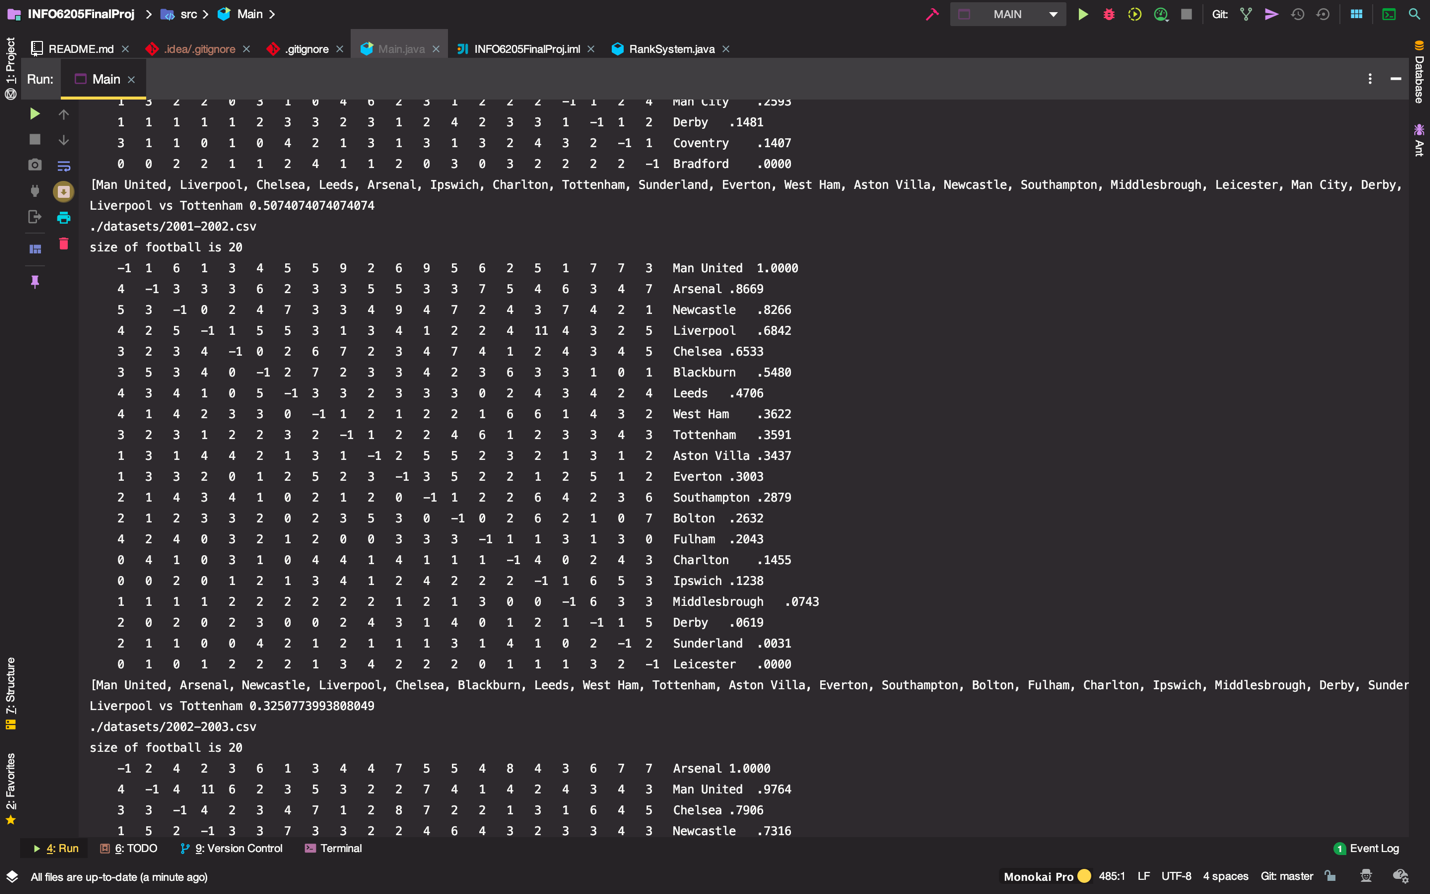 INFO6205FinalProj > src > Main >
MAIN
Git:
README.md × .idea/.gitignore × .gitignore × Main.java × INFO6205FinalProj.iml × RankSystem.java ×
Run: Main ×
1 3 2 2 0 3 1 0 4 6 2 3 1 2 2 2 -1 1 2 4 Man City .2593
1 1 1 1 1 2 3 3 2 3 1 2 4 2 3 3 1 -1 1 2 Derby .1481
3 1 1 0 1 0 4 2 1 3 1 3 1 3 2 4 3 2 -1 1 Coventry .1407
0 0 2 2 1 1 2 4 1 1 2 0 3 0 3 2 2 2 2 -1 Bradford .0000
[Man United, Liverpool, Chelsea, Leeds, Arsenal, Ipswich, Charlton, Tottenham, Sunderland, Everton, West Ham, Aston Villa, Newcastle, Southampton, Middlesbrough, Leicester, Man City, Derby,
Liverpool vs Tottenham 0.5074074074074074
./datasets/2001-2002.csv
size of football is 20
-1 1 6 1 3 4 5 5 9 2 6 9 5 6 2 5 1 7 7 3 Man United 1.0000
4 -1 3 3 3 6 2 3 3 5 5 3 3 7 5 4 6 3 4 7 Arsenal .8669
5 3 -1 0 2 4 7 3 3 4 9 4 7 2 4 3 7 4 2 1 Newcastle .8266
4 2 5 -1 1 5 5 3 1 3 4 1 2 2 4 11 4 3 2 5 Liverpool .6842
3 2 3 4 -1 0 2 6 7 2 3 4 7 4 1 2 4 3 4 5 Chelsea .6533
3 5 3 4 0 -1 2 7 2 3 3 4 2 3 6 3 3 1 0 1 Blackburn .5480
4 3 4 1 0 5 -1 3 3 2 3 3 3 0 2 4 3 4 2 4 Leeds .4706
4 1 4 2 3 3 0 -1 1 2 1 2 2 1 6 6 1 4 3 2 West Ham .3622
3 2 3 1 2 2 3 2 -1 1 2 2 4 6 1 2 3 3 4 3 Tottenham .3591
1 3 1 4 4 2 1 3 1 -1 2 5 5 2 3 2 1 3 1 2 Aston Villa .3437
1 3 3 2 0 1 2 5 2 3 -1 3 5 2 2 1 2 5 1 2 Everton .3003
2 1 4 3 4 1 0 2 1 2 0 -1 1 2 2 6 4 2 3 6 Southampton .2879
2 1 2 3 3 2 0 2 3 5 3 0 -1 0 2 6 2 1 0 7 Bolton .2632
4 2 4 0 3 2 1 2 0 0 3 3 3 -1 1 1 3 1 3 0 Fulham .2043
0 4 1 0 3 1 0 4 4 1 4 1 1 1 -1 4 0 2 4 3 Charlton .1455
0 0 2 0 1 2 1 3 4 1 2 4 2 2 2 -1 1 6 5 3 Ipswich .1238
1 1 1 1 2 2 2 2 2 2 1 2 1 3 0 0 -1 6 3 3 Middlesbrough .0743
2 0 2 0 2 3 0 0 2 4 3 1 4 0 1 2 1 -1 1 5 Derby .0619
2 1 1 0 0 4 2 1 2 1 1 1 3 1 4 1 0 2 -1 2 Sunderland .0031
0 1 0 1 2 2 2 1 3 4 2 2 2 0 1 1 1 3 2 -1 Leicester .0000
[Man United, Arsenal, Newcastle, Liverpool, Chelsea, Blackburn, Leeds, West Ham, Tottenham, Aston Villa, Everton, Southampton, Bolton, Fulham, Charlton, Ipswich, Middlesbrough, Derby, Sunder
Liverpool vs Tottenham 0.3250773993808049
./datasets/2002-2003.csv
size of football is 20
-1 2 4 2 3 6 1 3 4 4 7 5 5 4 8 4 3 6 7 7 Arsenal 1.0000
4 -1 4 11 6 2 3 5 3 2 2 7 4 1 4 2 4 3 4 3 Man United .9764
3 3 -1 4 2 3 4 7 1 2 8 7 2 2 1 3 1 6 4 5 Chelsea .7906
1 5 2 -1 3 3 7 3 3 2 2 4 6 4 3 2 3 3 4 3 Newcastle .7316
1: Project
7: Structure
2: Favorites
Database
Ant
4: Run 6: TODO 9: Version Control Terminal 1 Event Log
All files are up-to-date (a minute ago) Monokai Pro 485:1 LF UTF-8 4 spaces Git: master